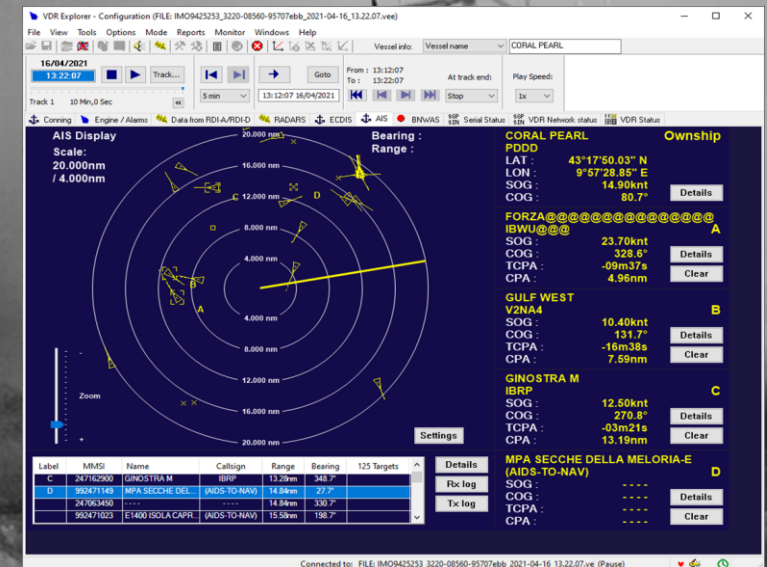 VDR Explorer - Configuration (FILE: IMO9425253_3220-08560-95707ebb_2021-04-16_13.22.07.vee)
File View Tools Options Mode Reports Monitor Windows Help
Vessel info: Vessel name CORAL PEARL
16/04/2021
13:22:07 Track... Goto
From : 13:12:07
To : 13:22:07
At track end: Play Speed:
Track 1 10 Min,0 Sec 5 min 13:12:07 16/04/2021 Stop 1x
Conning Engine / Alarms Data from RDI-A/RDI-D RADARS ECDIS AIS BNWAS Serial Status VDR Network status VDR Status
AIS Display
Scale:
20.000nm
/ 4.000nm
Bearing :
Range :
20.000 nm
16.000 nm
12.000 nm
8.000 nm
4.000 nm
4.000 nm
8.000 nm
12.000 nm
16.000 nm
20.000 nm
C
D
B
A
Zoom
Settings
CORAL PEARL Ownship
PDDD
LAT : 43°17'50.03" N
LON : 9°57'28.85" E
SOG : 14.90knt
COG : 80.7°
Details
FORZA@@@@@@@@@@@@@@@
IBWU@@@ A
SOG : 23.70knt
COG : 328.6°
TCPA : -09m37s
CPA : 4.96nm
Details
Clear
GULF WEST
V2NA4 B
SOG : 10.40knt
COG : 131.7°
TCPA : -16m38s
CPA : 7.59nm
Details
Clear
GINOSTRA M
IBRP C
SOG : 12.50knt
COG : 270.8°
TCPA : -03m21s
CPA : 13.19nm
Details
Clear
MPA SECCHE DELLA MELORIA-E
(AIDS-TO-NAV) D
SOG : - - - -
COG : - - - -
TCPA : - - - -
CPA : - - - -
Details
Clear
Label MMSI Name Callsign Range Bearing 125 Targets
C 247162900 GINOSTRA M IBRP 13.28nm 348.7°
D 992471149 MPA SECCHE DEL... (AIDS-TO-NAV) 14.84nm 27.7°
247063450 - - - - 14.84nm 330.7°
992471023 E1400 ISOLA CAPR... (AIDS-TO-NAV) 15.58nm 198.7°
Details
Rx log
Tx log
Connected to: FILE: IMO9425253_3220-08560-95707ebb_2021-04-16_13.22.07.ve (Pause)